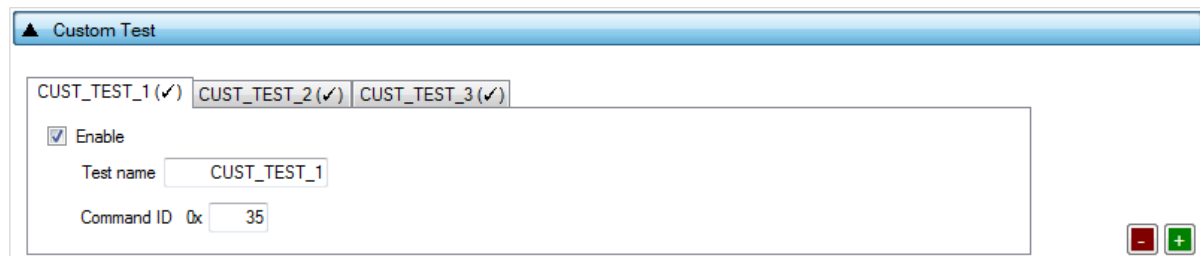 ▲ Custom Test
CUST_TEST_1 (✓) CUST_TEST_2 (✓) CUST_TEST_3 (✓)
✓ Enable
Test name CUST_TEST_1
Command ID 0x 35
- +